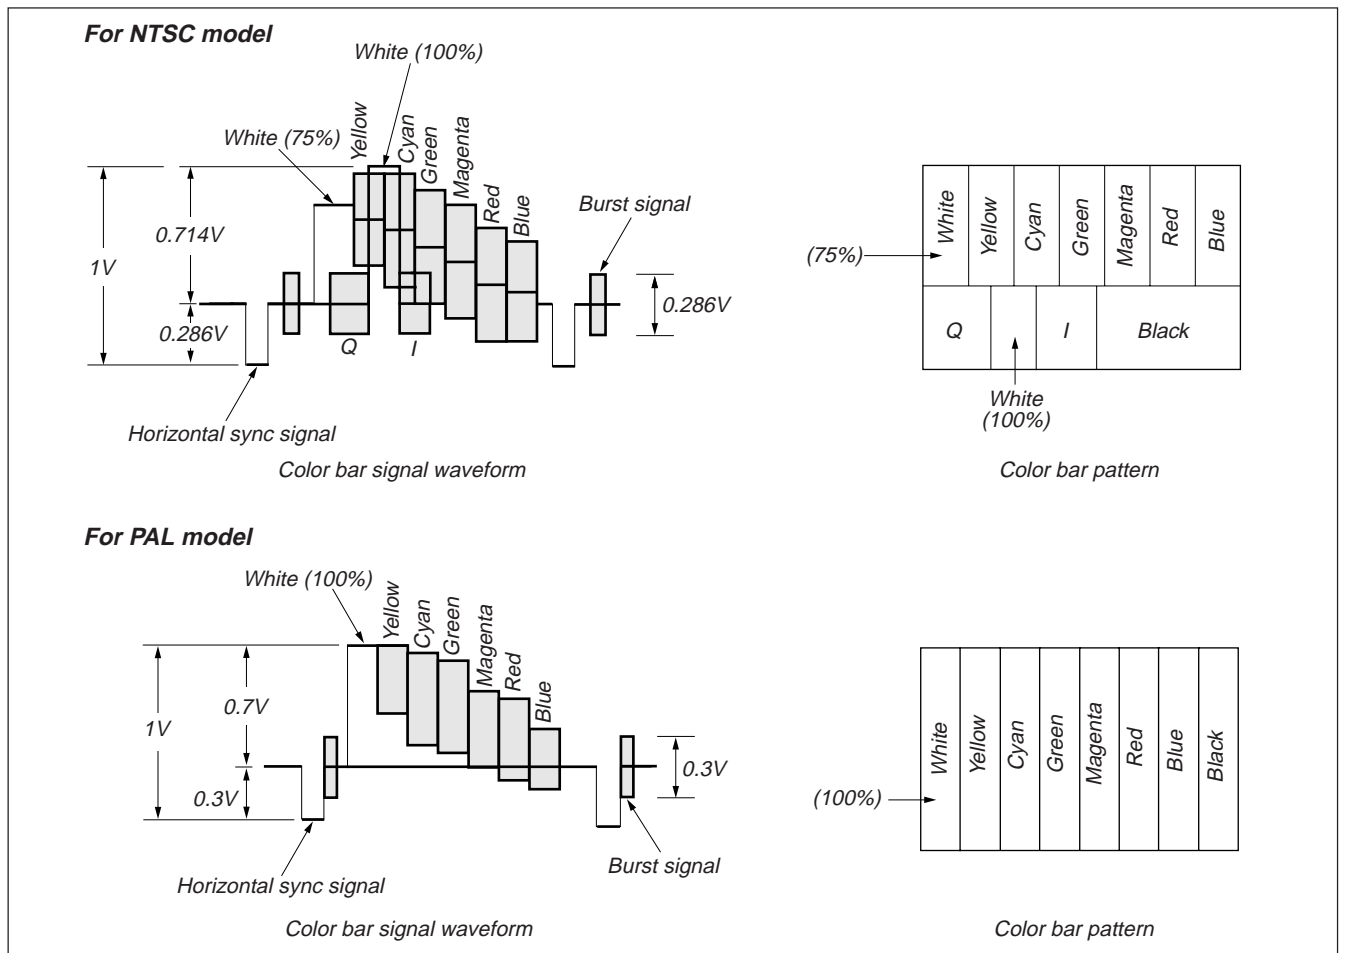 For NTSC model
White (100%)
White (75%)
Yellow
Cyan
Green
Magenta
Red
Blue
Burst signal
0.714V
1V
0.286V
0.286V
Q
I
Horizontal sync signal
Color bar signal waveform
White
Yellow
Cyan
Green
Magenta
Red
Blue
(75%)
Q
I
Black
White
(100%)
Color bar pattern
For PAL model
White (100%)
Yellow
Cyan
Green
Magenta
Red
Blue
0.7V
1V
0.3V
0.3V
Burst signal
Horizontal sync signal
Color bar signal waveform
White
Yellow
Cyan
Green
Magenta
Red
Blue
Black
(100%)
Color bar pattern